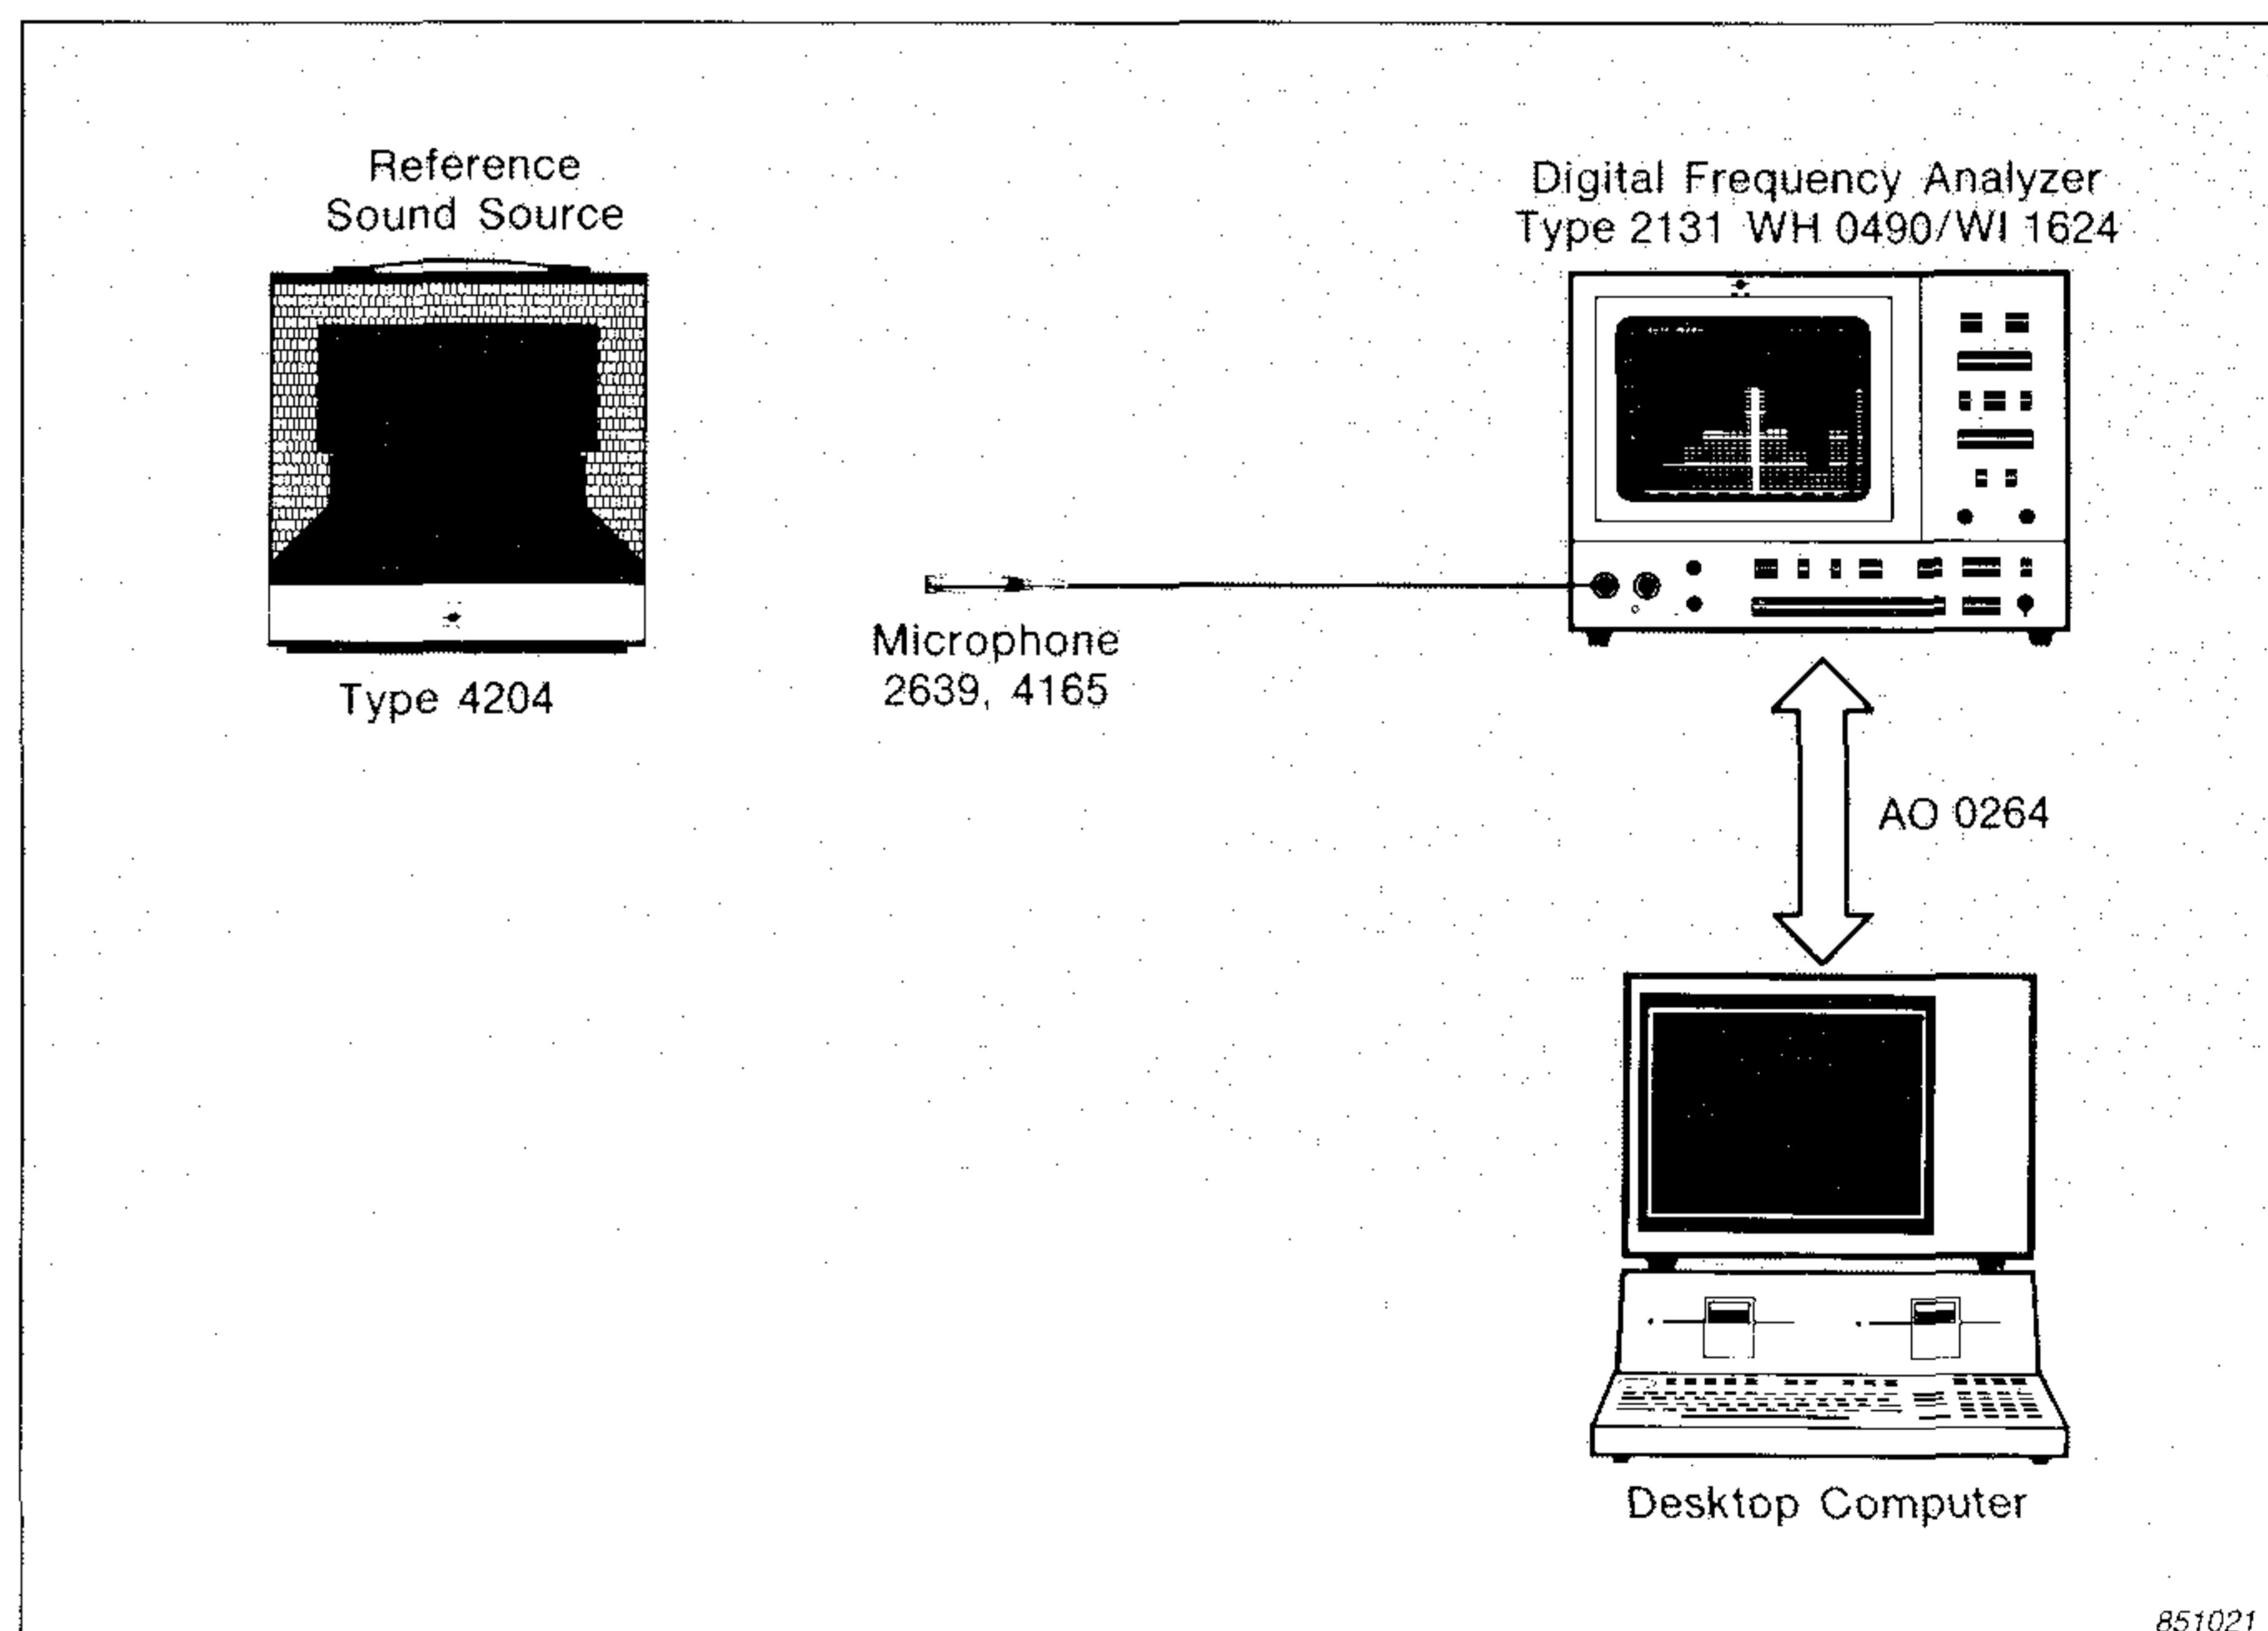 Reference
Sound Source
Type 4204
Microphone
2639, 4165
Digital Frequency Analyzer
Type 2131 WH 0490/WI 1624
AO 0264
Desktop Computer
851021